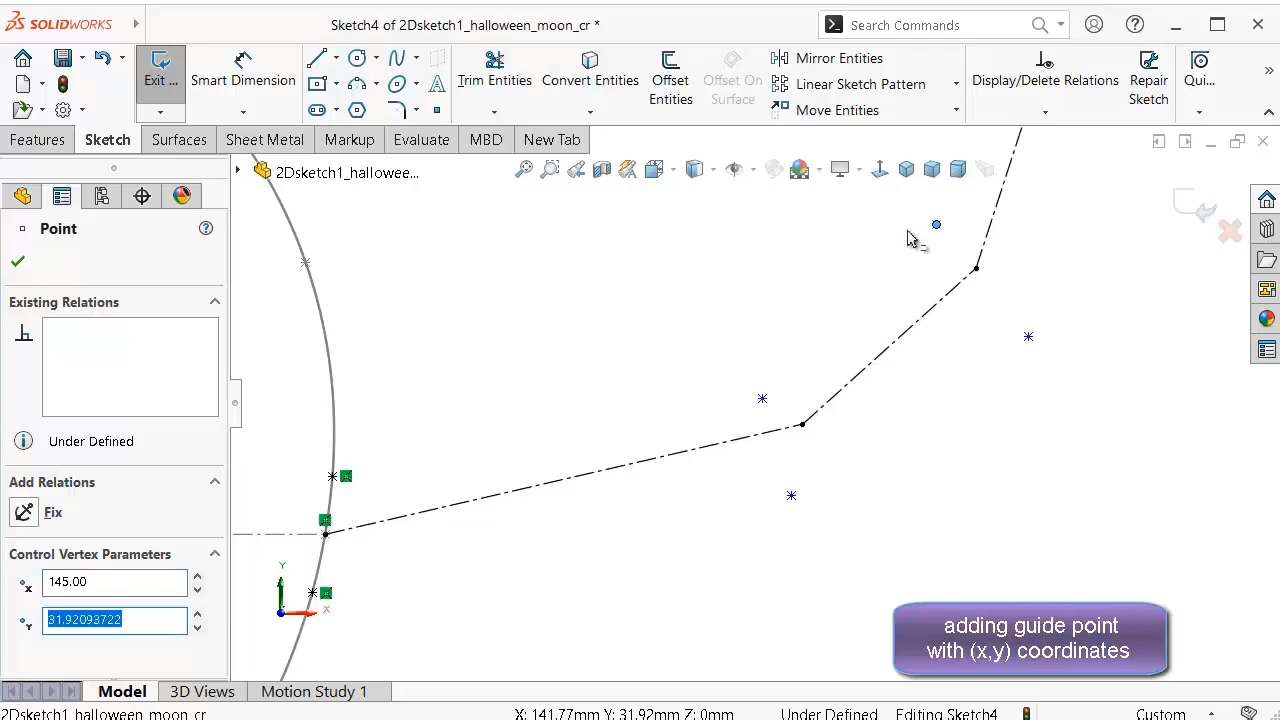 SOLIDWORKS
Sketch4 of 2Dsketch1_halloween_moon_cr *
Search Commands
Exit ...
Smart Dimension
Trim Entities
Convert Entities
Offset
Entities
Offset On
Surface
Mirror Entities
Linear Sketch Pattern
Move Entities
Display/Delete Relations
Repair
Sketch
Qui...
Features
Sketch
Surfaces
Sheet Metal
Markup
Evaluate
MBD
New Tab
2Dsketch1_hallowee...
Point
Existing Relations
Under Defined
Add Relations
Fix
Control Vertex Parameters
X
145.00
Y
31.92093722
Y
X
adding guide point
with (x,y) coordinates
Model
3D Views
Motion Study 1
2Dsketch1_halloween_moon_cr
X: 141.77mm Y: 31.92mm Z: 0mm
Under Defined
Editing Sketch4
Custom